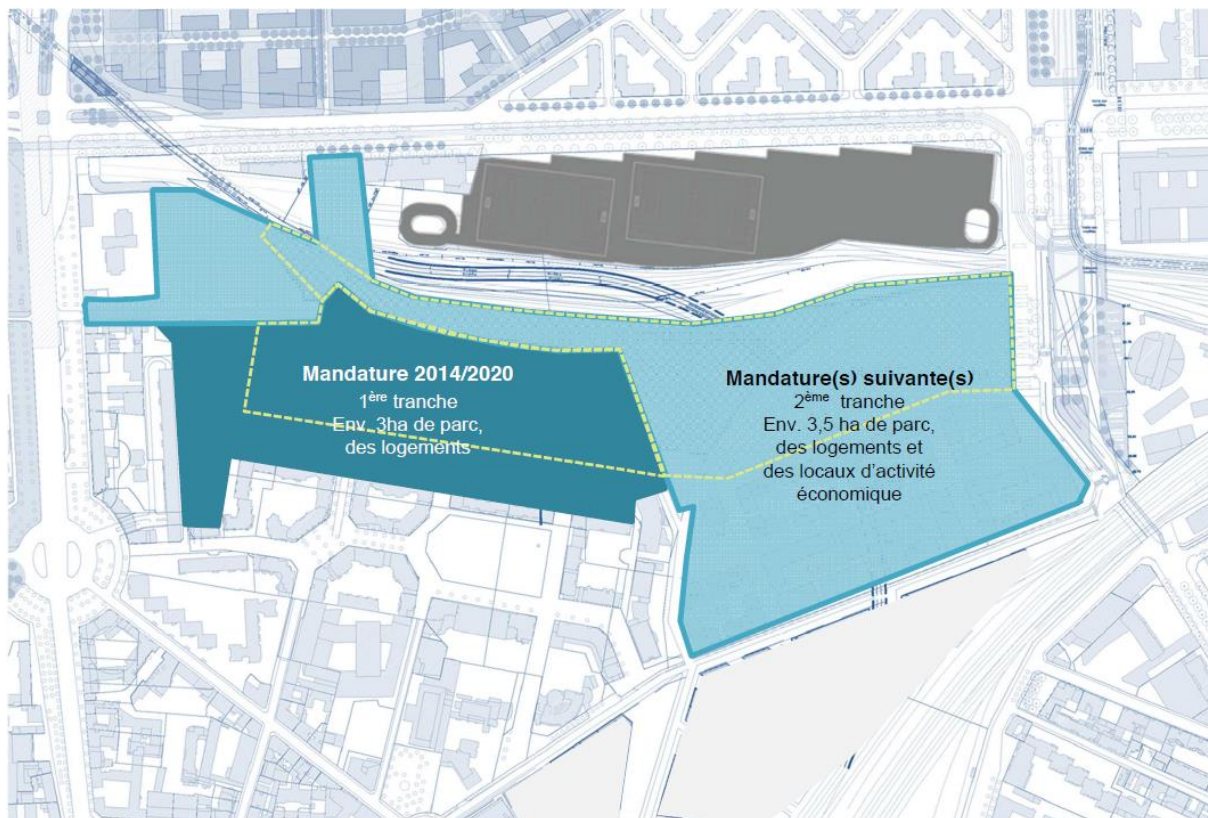 Mandature 2014/2020
1ère tranche
Env. 3ha de parc,
des logements
Mandature(s) suivante(s)
2ème tranche
Env. 3,5 ha de parc,
des logements et
des locaux d'activité
économique